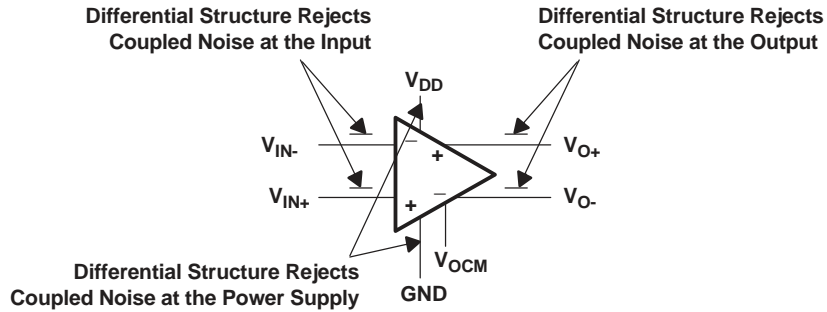 Differential Structure Rejects
Coupled Noise at the Input
Differential Structure Rejects
Coupled Noise at the Output
VDD
VIN-
VO+
VIN+
VO-
– +
+ –
VOCM
GND
Differential Structure Rejects
Coupled Noise at the Power Supply